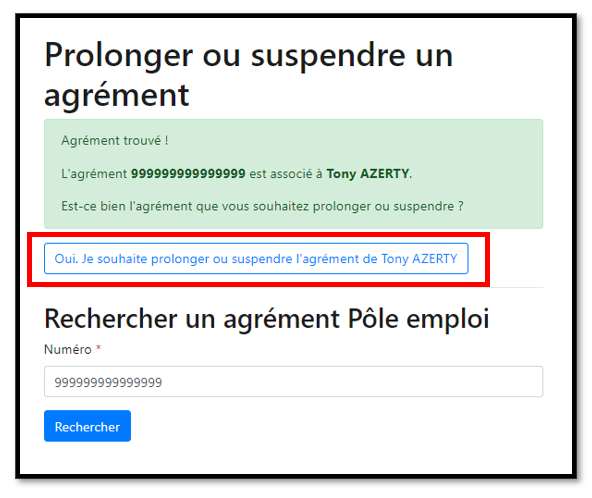 Prolonger ou suspendre un
agrément
Agrément trouvé !
L'agrément 999999999999999 est associé à Tony AZERTY.
Est-ce bien l'agrément que vous souhaitez prolonger ou suspendre ?
Oui. Je souhaite prolonger ou suspendre l'agrément de Tony AZERTY
Rechercher un agrément Pôle emploi
Numéro *
999999999999999
Rechercher